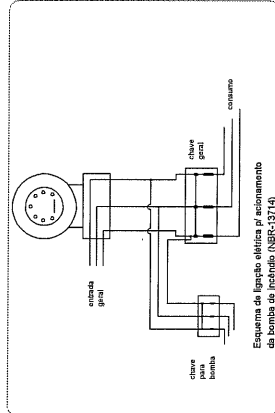 entrada
geral
chave
geral
consumo
chave
para
bomba
Esquema de ligação elétrica p/ acionamento
da bomba de incêndio (NBR-13714)